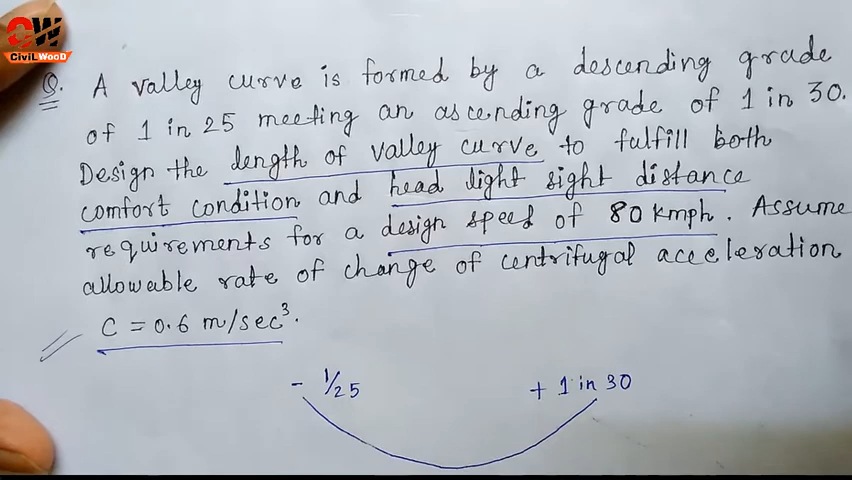 CW
CiViLWOOD
Q. A valley curve is formed by a descending grade
of 1 in 25 meeting an ascending grade of 1 in 30.
Design the length of valley curve to fulfill both
comfort condition and head light sight distance
requirements for a design speed of 80 kmph. Assume
allowable rate of change of centrifugal acceleration
C = 0.6 m/sec³.
- 1/25 + 1 in 30